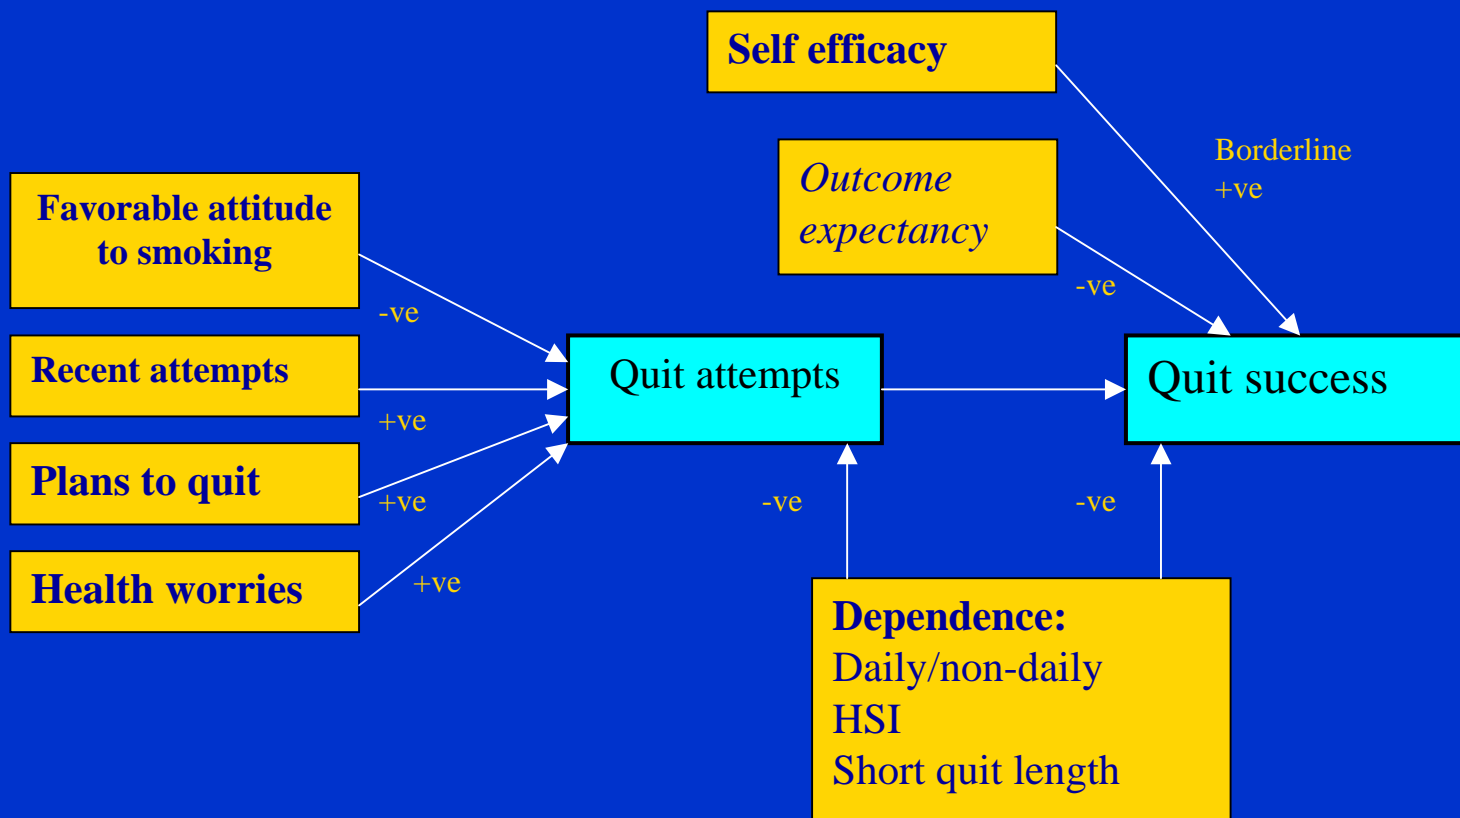 Self efficacy
Borderline
+ve
Outcome
expectancy
-ve
Favorable attitude
to smoking
-ve
Recent attempts
+ve
Plans to quit
+ve
Health worries
+ve
Quit attempts
Quit success
-ve
-ve
Dependence:
Daily/non-daily
HSI
Short quit length